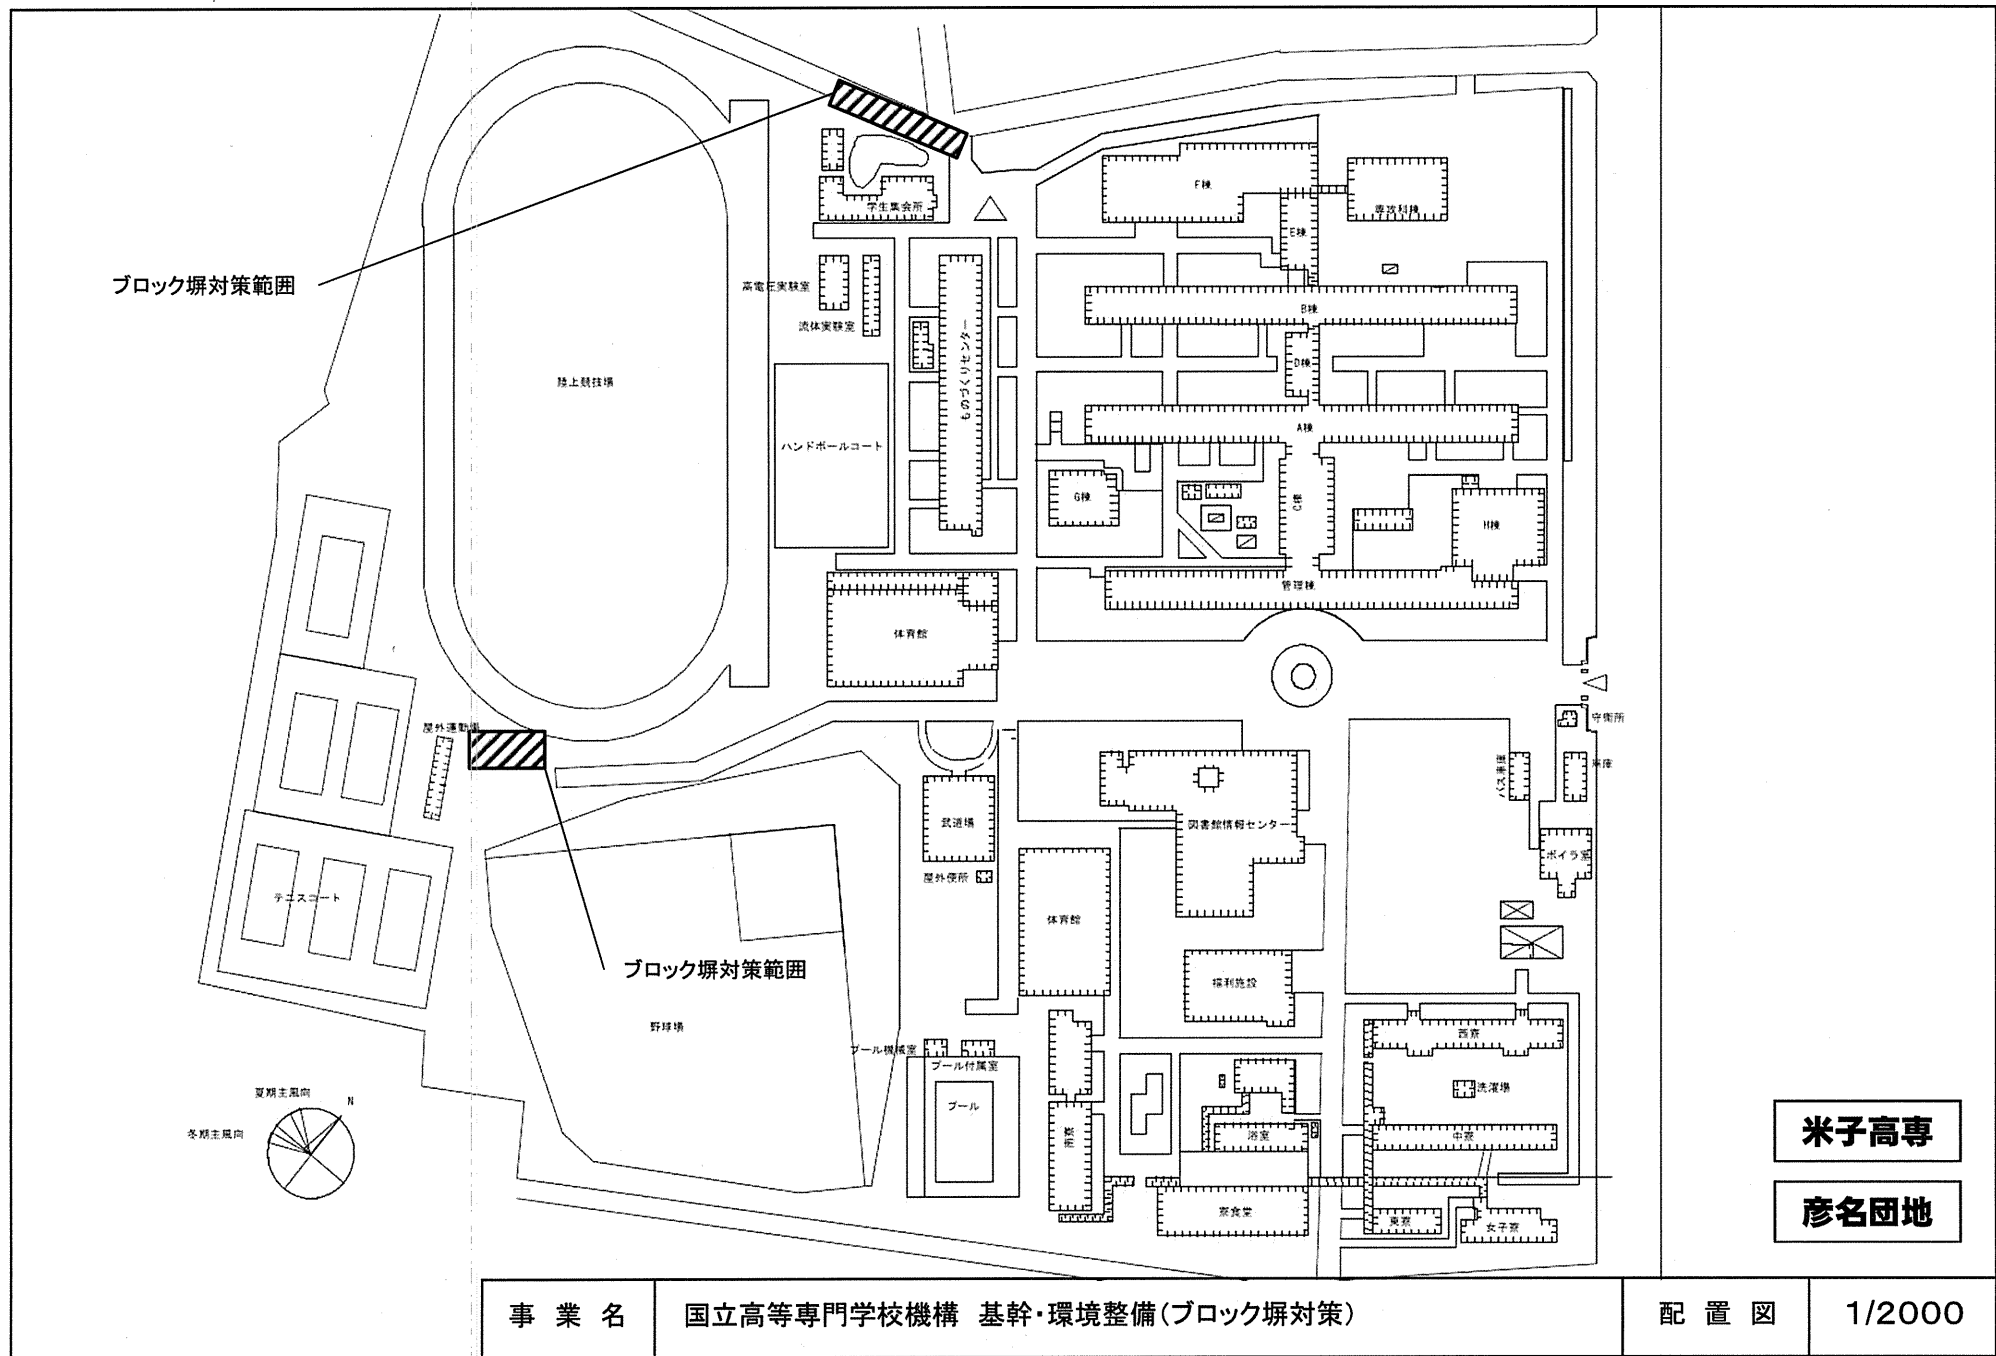 F棟
専攻科棟
学生集会所
E棟
ブロック塀対策範囲
高電圧実験室
流体実験室
B棟
ものづくりセンター
D棟
陸上競技場
ハンドボールコート
A棟
G棟
C棟
H棟
管理棟
体育館
屋外運動場
守衛所
バス車庫
車庫
武道場
図書館情報センター
ボイラ室
屋外便所
テニスコート
体育館
ブロック塀対策範囲
福利施設
野球場
西寮
プール機械室
プール付属室
洗濯場
夏期主風向
N
プール
冬期主風向
南寮
浴室
中寮
米子高専
寮食堂
東寮
女子寮
彦名団地
事業名
国立高等専門学校機構 基幹・環境整備(ブロック塀対策)
配置図
1/2000